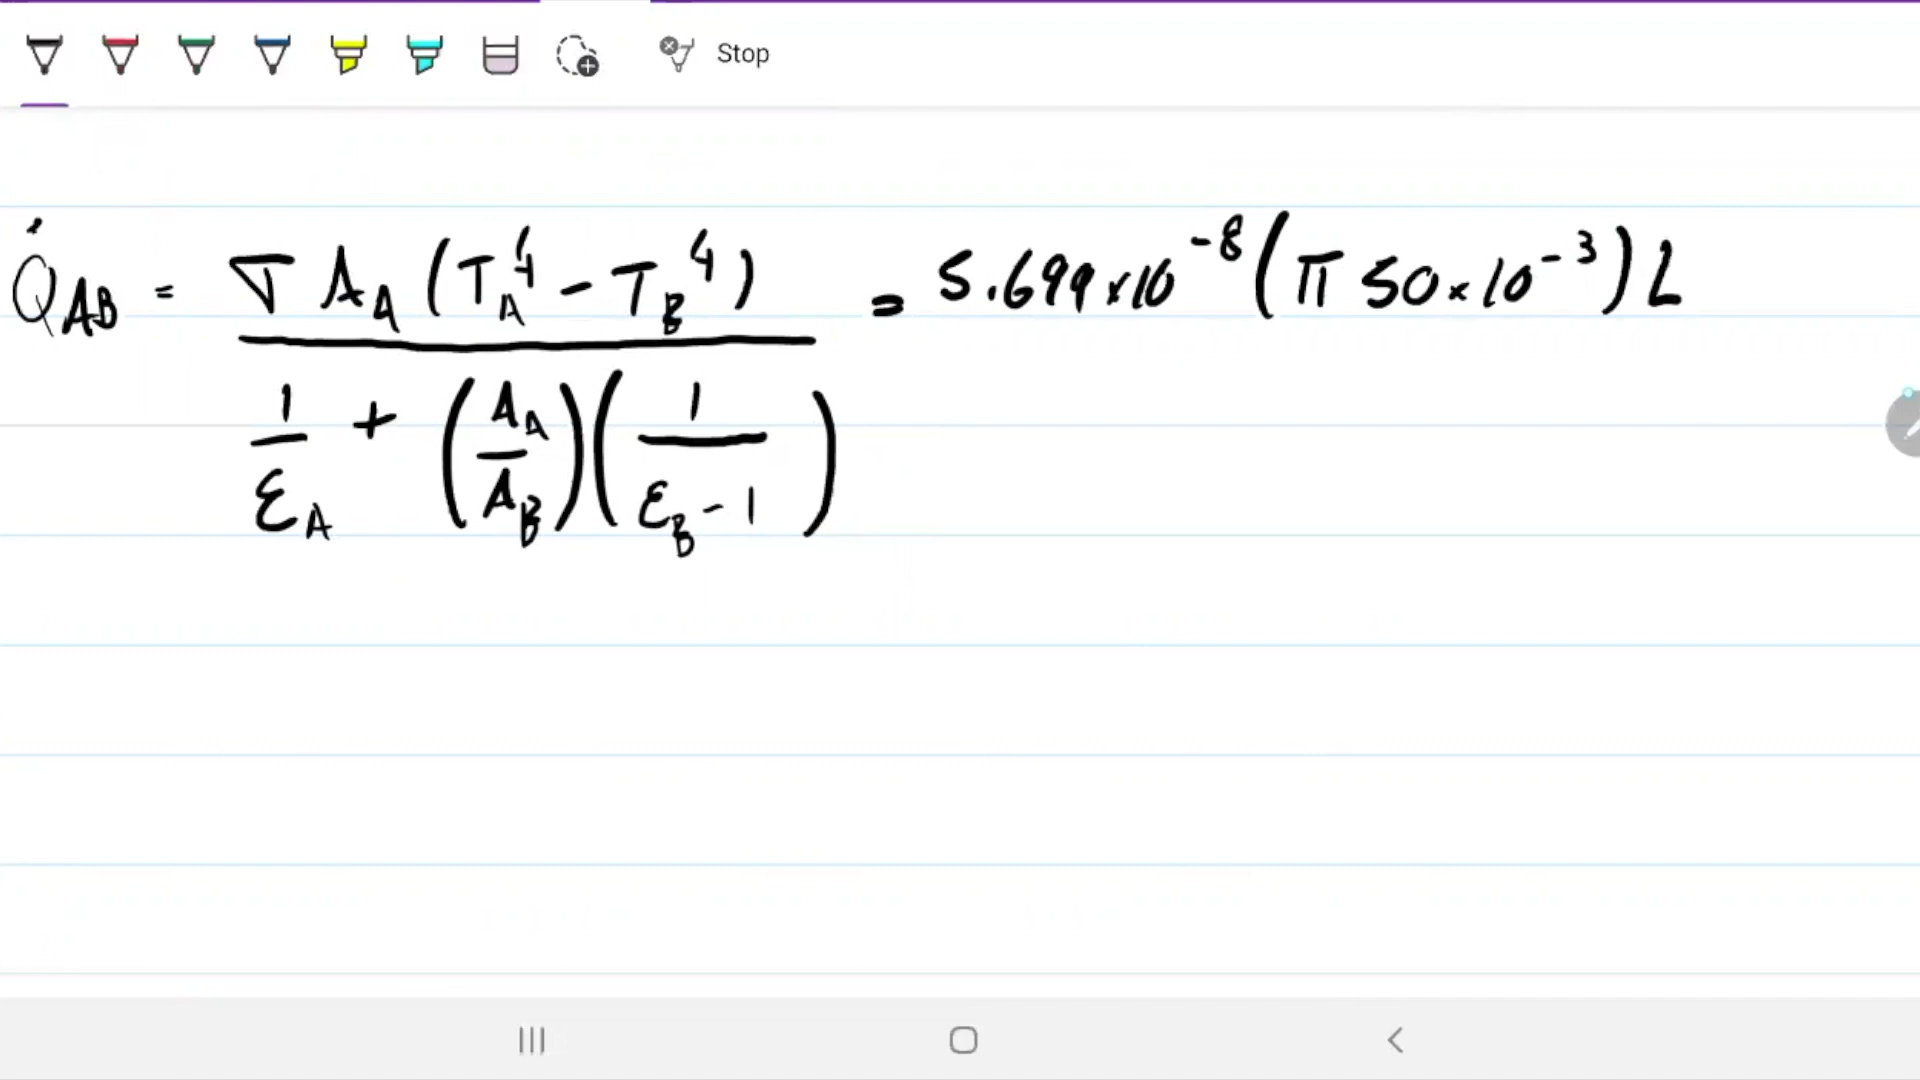 Stop
Q̇AB = σ AA (TA⁴ - TB⁴) / (1/εA + (AA/AB)(1/(εB - 1))) = 5.699×10⁻⁸ (π 50×10⁻³) L